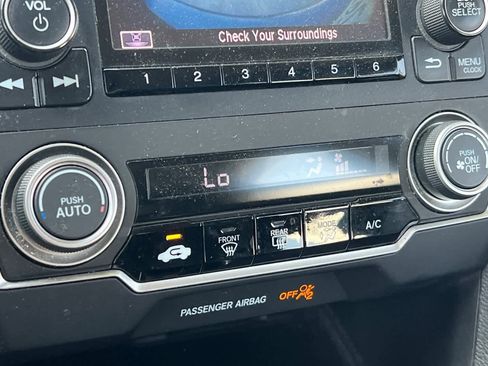 VOL
PUSH
SELECT
Check Your Surroundings
1 2 3 4 5 6
MENU
CLOCK
PUSH
AUTO
Lo
PUSH
ON/
OFF
FRONT
REAR
MODE
A/C
PASSENGER AIRBAG OFF 2